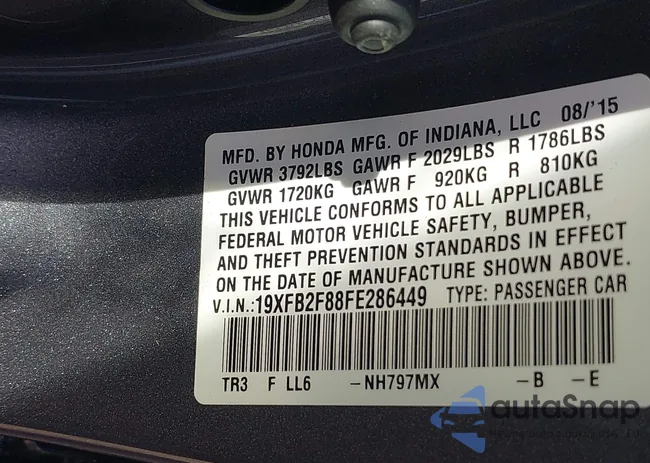 MFD. BY HONDA MFG. OF INDIANA, LLC 08/'15
GVWR 3792LBS GAWR F 2029LBS R 1786LBS
GVWR 1720KG GAWR F 920KG R 810KG
THIS VEHICLE CONFORMS TO ALL APPLICABLE
FEDERAL MOTOR VEHICLE SAFETY, BUMPER,
AND THEFT PREVENTION STANDARDS IN EFFECT
ON THE DATE OF MANUFACTURE SHOWN ABOVE.
V.I.N.:19XFB2F88FE286449 TYPE: PASSENGER CAR
TR3 F LL6 -NH797MX -B -E
autaSnap